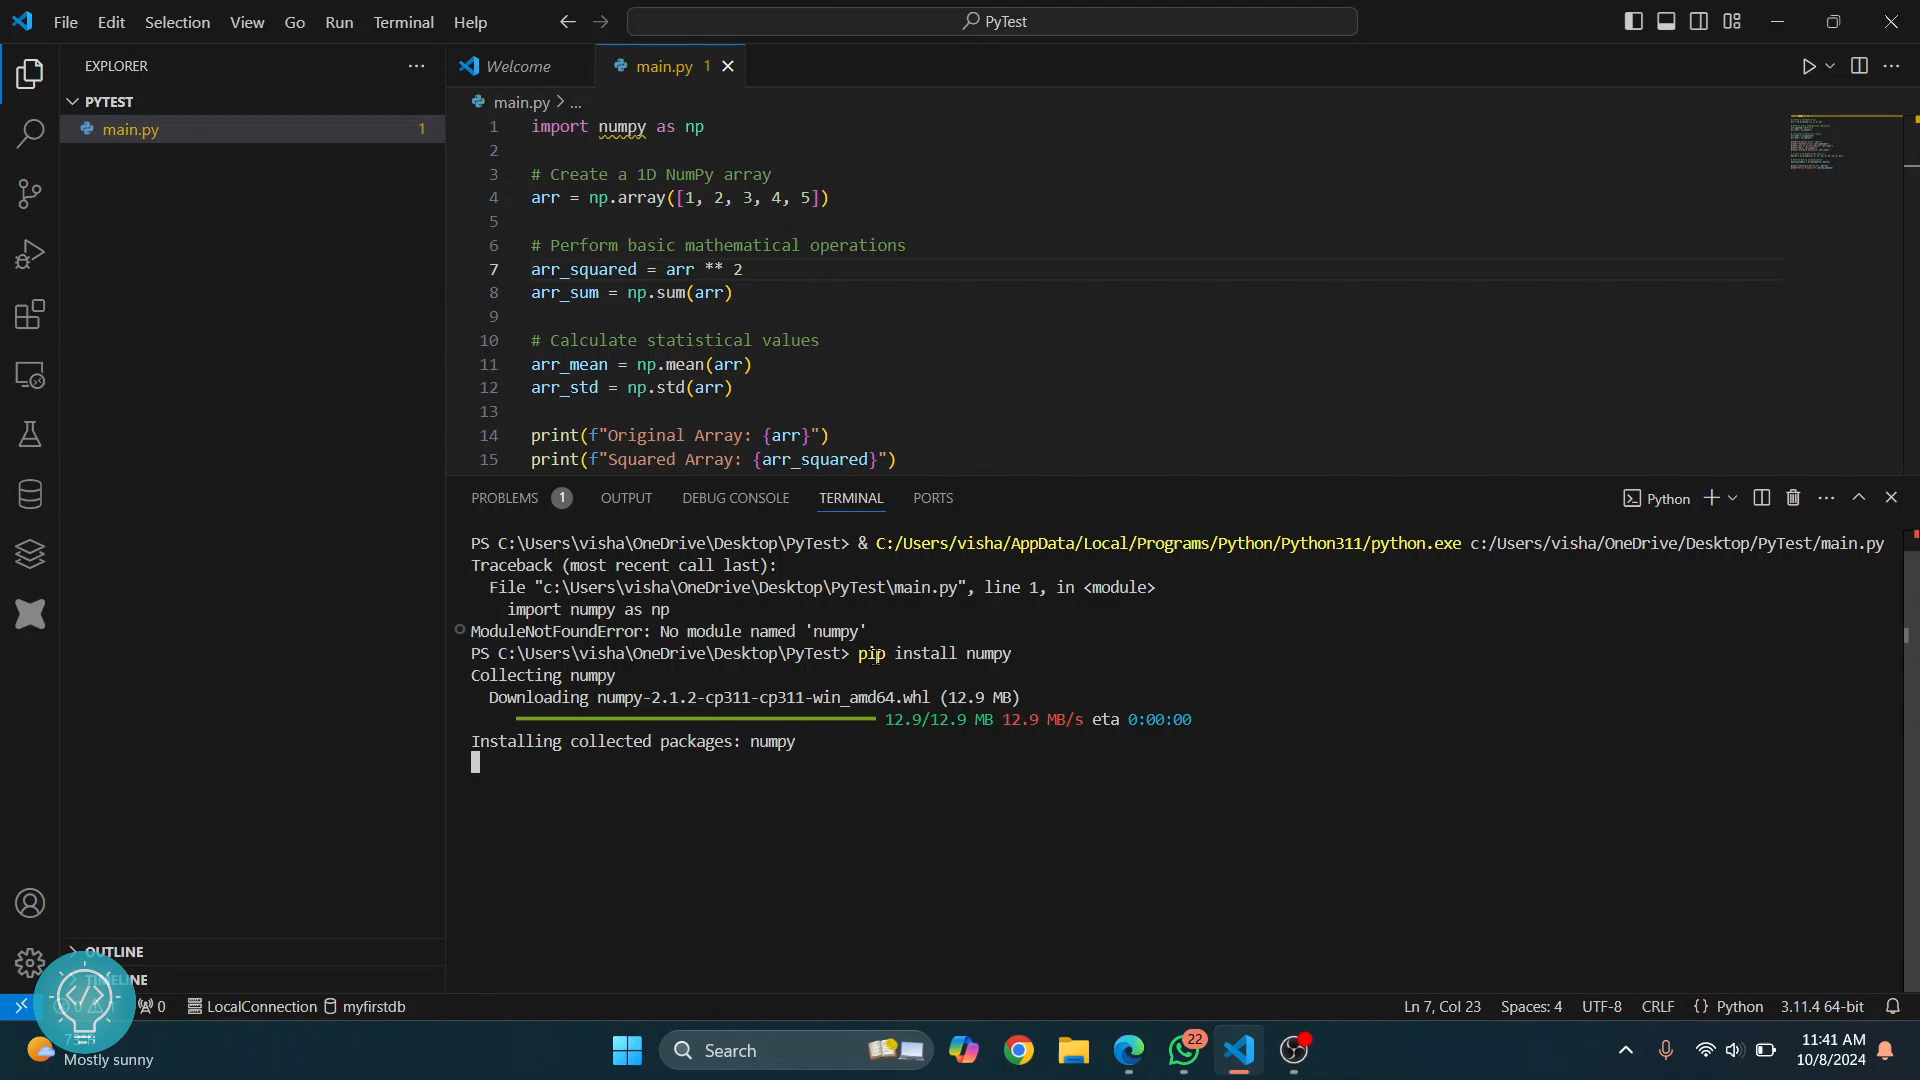 File Edit Selection View Go Run Terminal Help
PyTest
EXPLORER
PYTEST
main.py 1
OUTLINE
TIMELINE
Welcome
main.py 1
main.py > ...
1 import numpy as np
2
3 # Create a 1D NumPy array
4 arr = np.array([1, 2, 3, 4, 5])
5
6 # Perform basic mathematical operations
7 arr_squared = arr ** 2
8 arr_sum = np.sum(arr)
9
10 # Calculate statistical values
11 arr_mean = np.mean(arr)
12 arr_std = np.std(arr)
13
14 print(f"Original Array: {arr}")
15 print(f"Squared Array: {arr_squared}")
PROBLEMS 1 OUTPUT DEBUG CONSOLE TERMINAL PORTS
Python
PS C:\Users\visha\OneDrive\Desktop\PyTest> & C:/Users/visha/AppData/Local/Programs/Python/Python311/python.exe c:/Users/visha/OneDrive/Desktop/PyTest/main.py
Traceback (most recent call last):
File "c:\Users\visha\OneDrive\Desktop\PyTest\main.py", line 1, in <module>
import numpy as np
ModuleNotFoundError: No module named 'numpy'
PS C:\Users\visha\OneDrive\Desktop\PyTest> pip install numpy
Collecting numpy
Downloading numpy-2.1.2-cp311-cp311-win_amd64.whl (12.9 MB)
12.9/12.9 MB 12.9 MB/s eta 0:00:00
Installing collected packages: numpy
0 LocalConnection myfirstdb
Ln 7, Col 23 Spaces: 4 UTF-8 CRLF {} Python 3.11.4 64-bit
Mostly sunny
Search
22
11:41 AM
10/8/2024